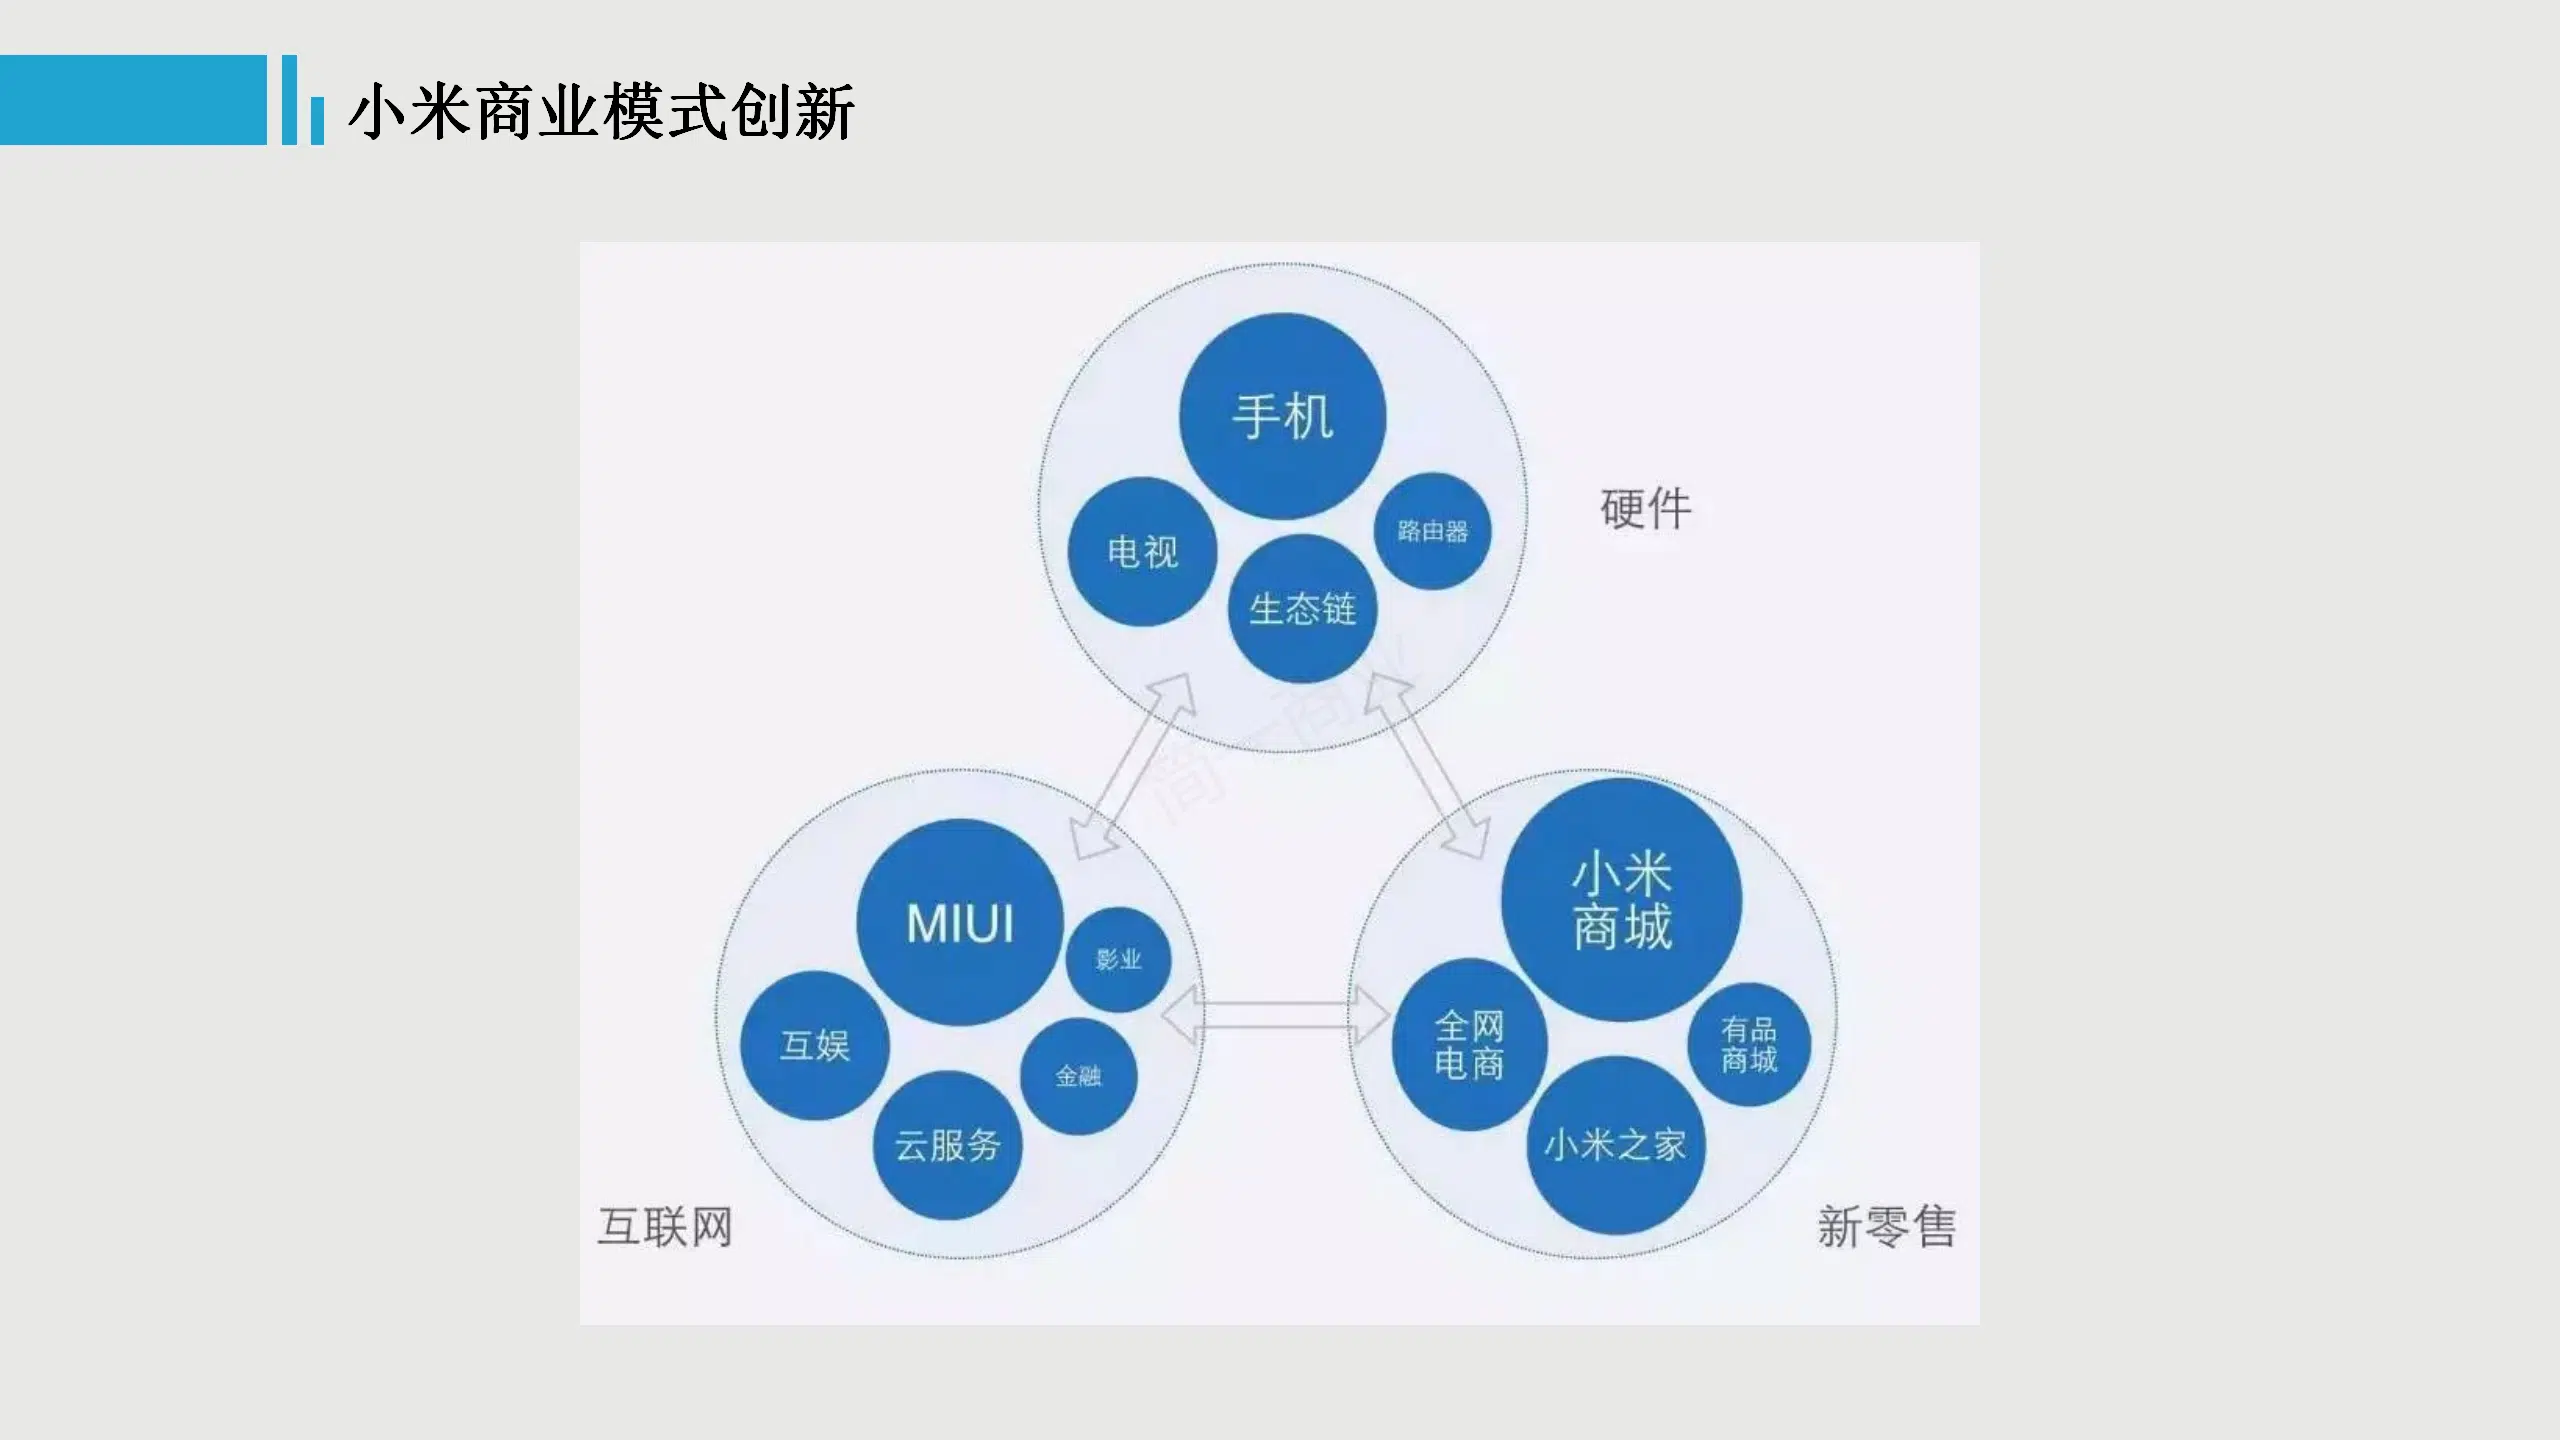 小米商业模式创新
手机
电视
生态链
路由器
硬件
MIUI
影业
互娱
金融
云服务
互联网
小米
商城
全网
电商
有品
商城
小米之家
新零售